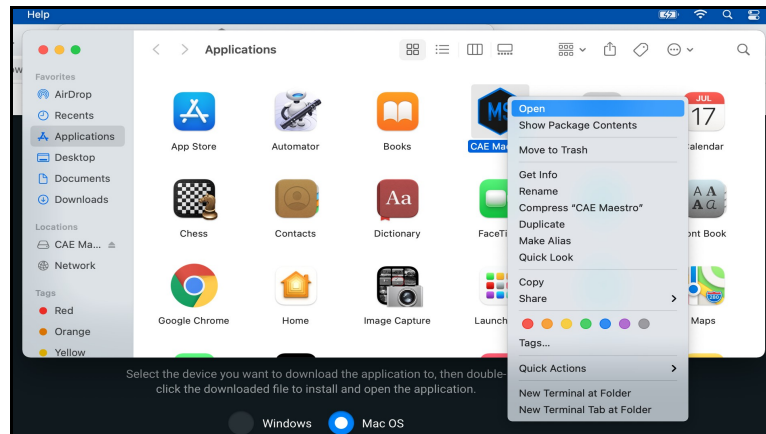 Help
Applications
Favorites
AirDrop
Recents
Applications
Desktop
Documents
Downloads
Locations
CAE Ma...
Network
Tags
Red
Orange
Yellow
App Store
Automator
Books
CAE Ma
JUL
17
alendar
Chess
Contacts
Aa
Dictionary
FaceTi
A A
A a
nt Book
Google Chrome
Home
Image Capture
Launch
280
Maps
Open
Show Package Contents
Move to Trash
Get Info
Rename
Compress “CAE Maestro”
Duplicate
Make Alias
Quick Look
Copy
Share
Tags...
Quick Actions
New Terminal at Folder
New Terminal Tab at Folder
Select the device you want to download the application to, then double-
click the downloaded file to install and open the application.
Windows
Mac OS